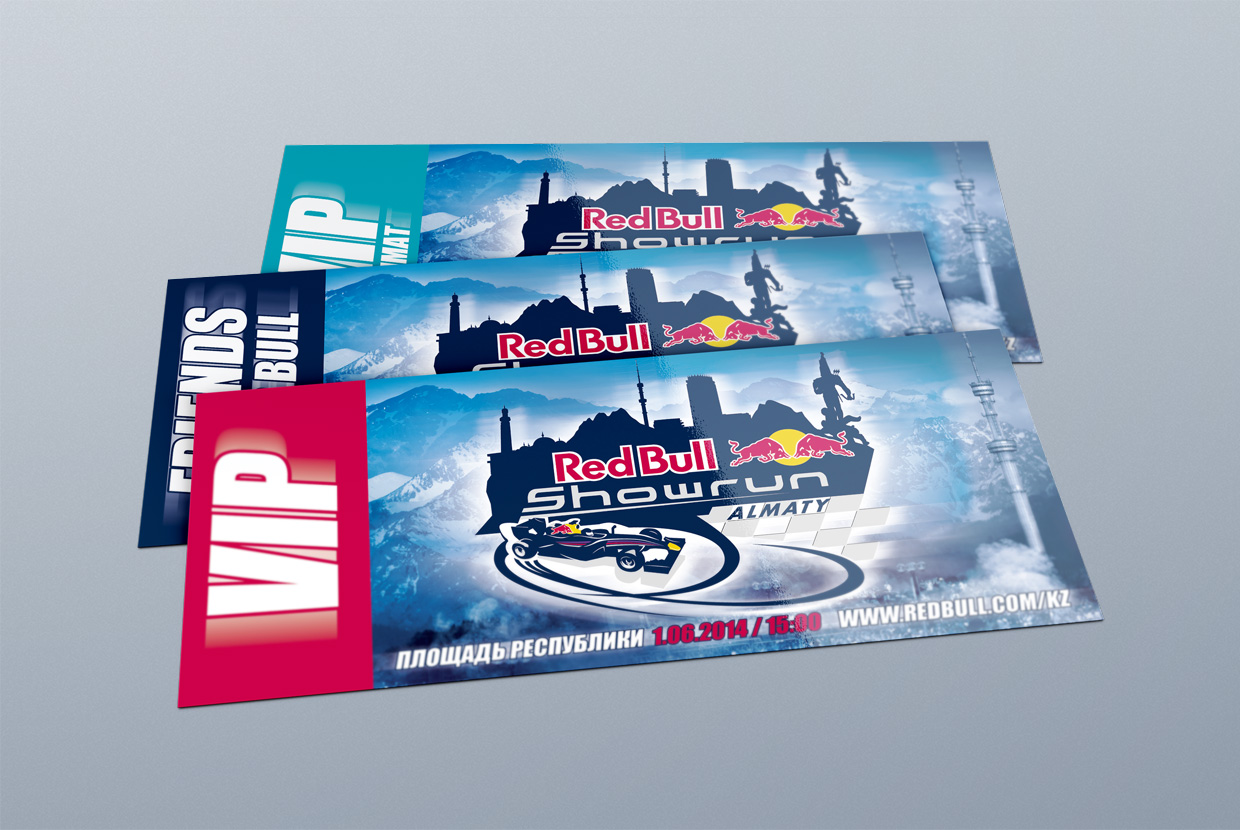 VIP
Red Bull
Showrun
FRIENDS
BULL
Red Bull
VIP
Red Bull
Showrun
ALMATY
ПЛОЩАДЬ РЕСПУБЛИКИ 1.06.2014 / 15:00 WWW.REDBULL.COM/KZ